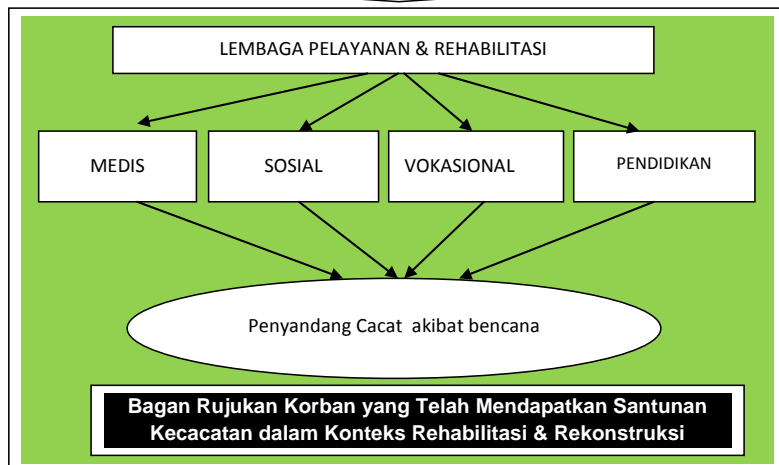 LEMBAGA PELAYANAN & REHABILITASI
MEDIS
SOSIAL
VOKASIONAL
PENDIDIKAN
Penyandang Cacat akibat bencana
Bagan Rujukan Korban yang Telah Mendapatkan Santunan
Kecacatan dalam Konteks Rehabilitasi & Rekonstruksi